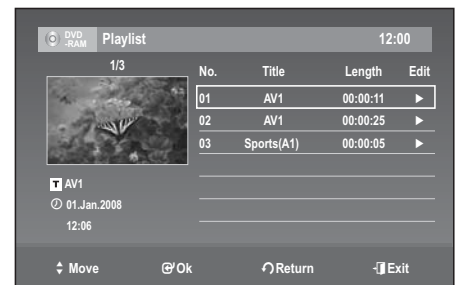 DVD
-RAM Playlist 12:00
1/3
No. Title Length Edit
01 AV1 00:00:11 ►
02 AV1 00:00:25 ►
03 Sports(A1) 00:00:05 ►
T AV1
01.Jan.2008
12:06
Move Ok Return Exit